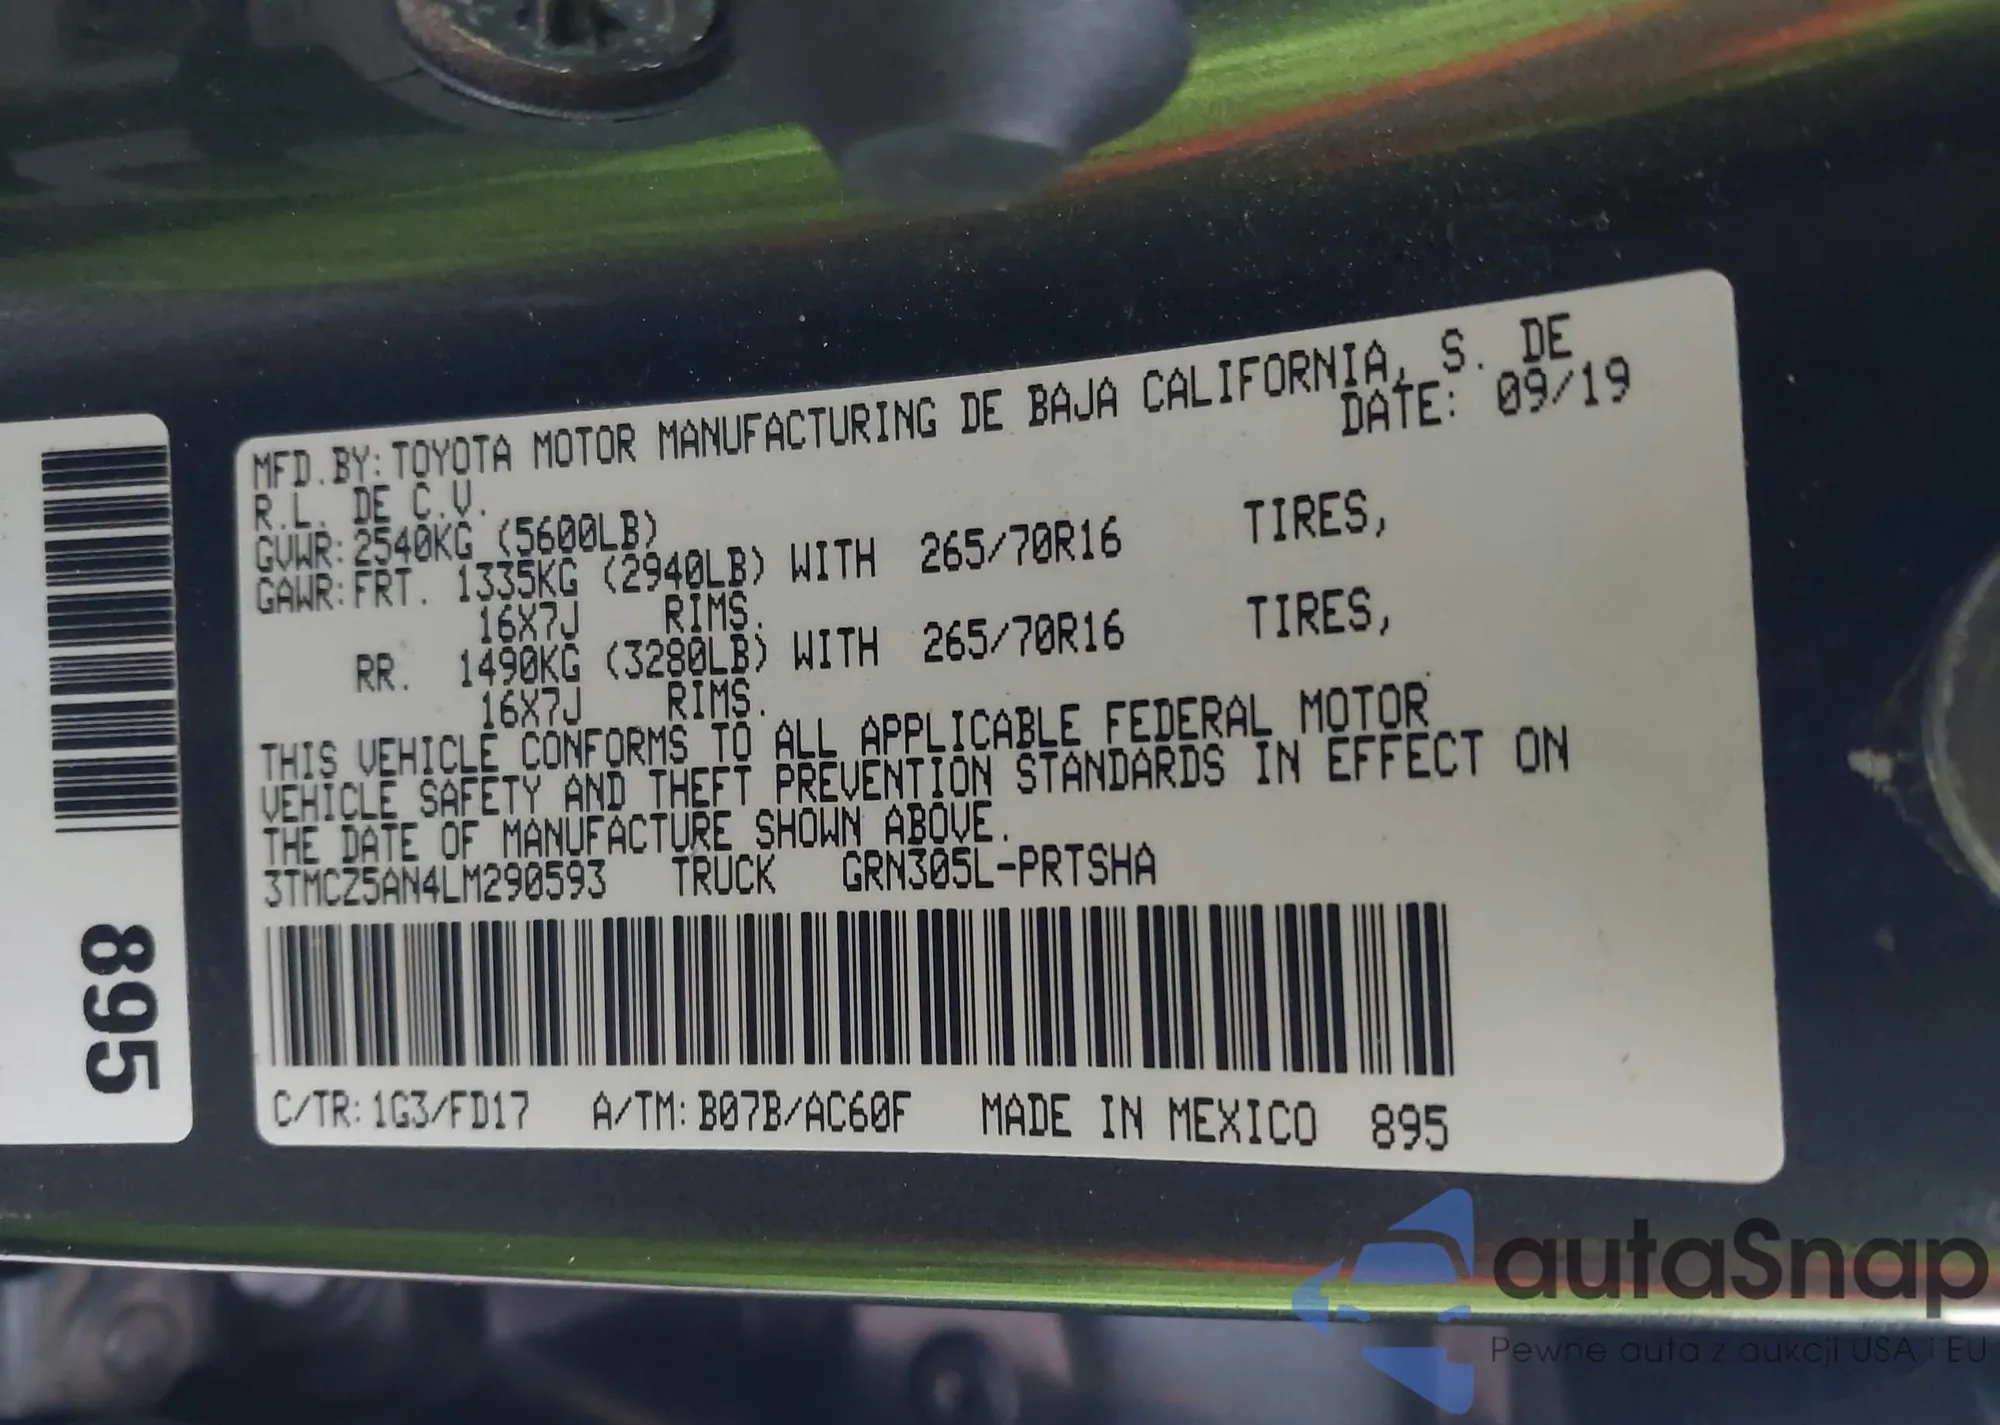 MFD.BY:TOYOTA MOTOR MANUFACTURING DE BAJA CALIFORNIA, S. DE
R.L. DE C.V. DATE: 09/19
GVWR:2540KG (5600LB)
GAWR:FRT. 1335KG (2940LB) WITH 265/70R16 TIRES,
16X7J RIMS.
RR. 1490KG (3280LB) WITH 265/70R16 TIRES,
16X7J RIMS.
THIS VEHICLE CONFORMS TO ALL APPLICABLE FEDERAL MOTOR
VEHICLE SAFETY AND THEFT PREVENTION STANDARDS IN EFFECT ON
THE DATE OF MANUFACTURE SHOWN ABOVE.
3TMCZ5AN4LM290593 TRUCK GRN305L-PRTSHA
C/TR:1G3/FD17 A/TM:B07B/AC60F MADE IN MEXICO 895
895
autaSnap
Pewne auta z aukcji USA i EU